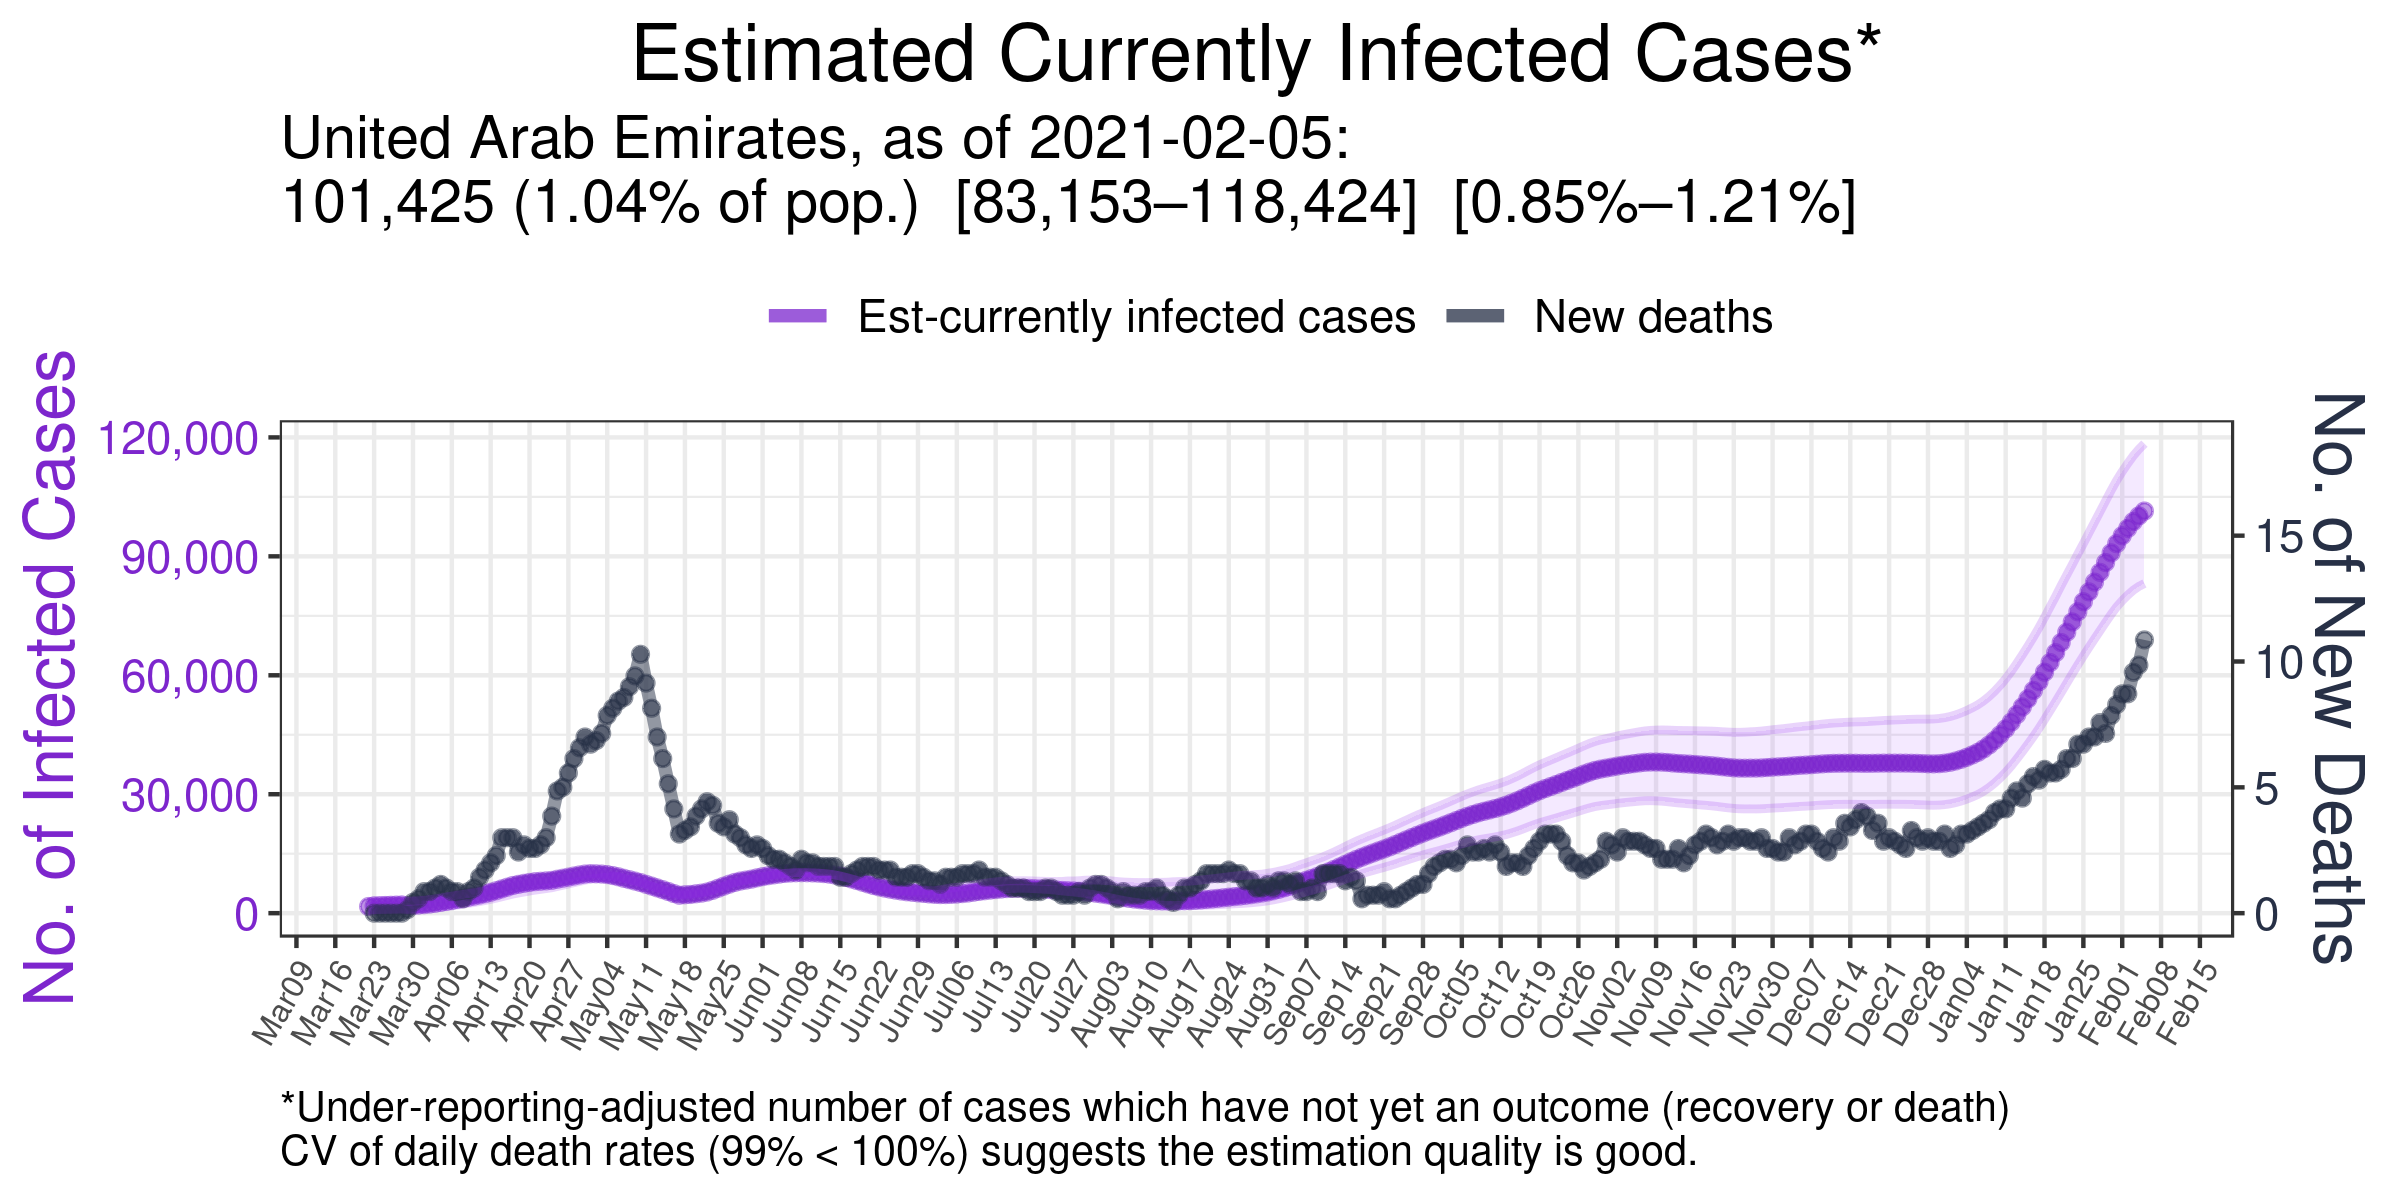 Estimated Currently Infected Cases*
United Arab Emirates, as of 2021-02-05:
101,425 (1.04% of pop.)  [83,153–118,424]  [0.85%–1.21%]
Est-currently infected cases
New deaths
No. of Infected Cases
120,000
90,000
60,000
30,000
0
15
10
5
0
No. of New Deaths
Mar09
Mar16
Mar23
Mar30
Apr06
Apr13
Apr20
Apr27
May04
May11
May18
May25
Jun01
Jun08
Jun15
Jun22
Jun29
Jul06
Jul13
Jul20
Jul27
Aug03
Aug10
Aug17
Aug24
Aug31
Sep07
Sep14
Sep21
Sep28
Oct05
Oct12
Oct19
Oct26
Nov02
Nov09
Nov16
Nov23
Nov30
Dec07
Dec14
Dec21
Dec28
Jan04
Jan11
Jan18
Jan25
Feb01
Feb08
Feb15
*Under-reporting-adjusted number of cases which have not yet an outcome (recovery or death)
CV of daily death rates (99% < 100%) suggests the estimation quality is good.